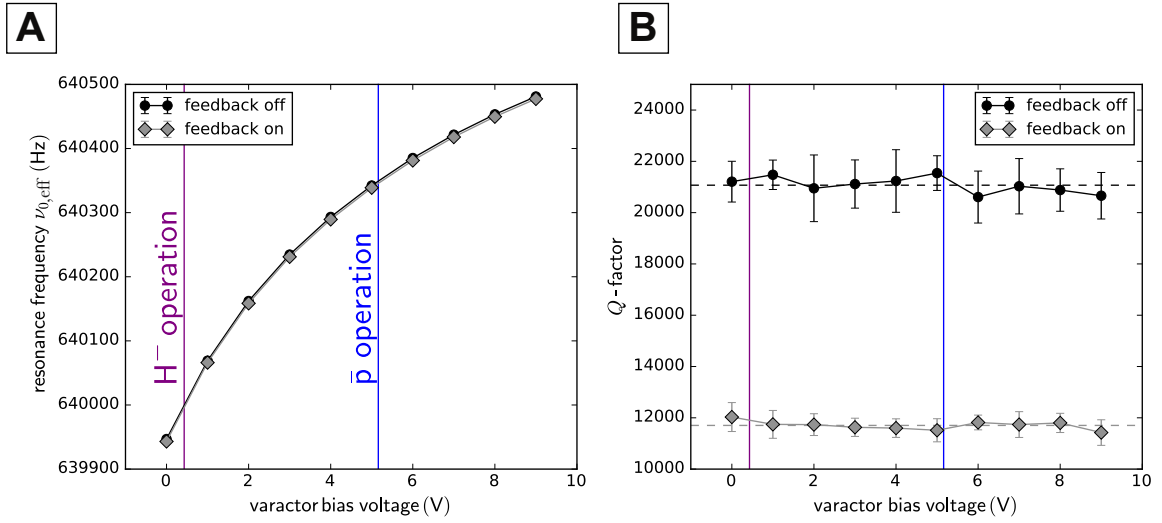 A
resonance frequency ν0,eff (Hz)
640500
640400
640300
640200
640100
640000
639900
feedback off
feedback on
H⁻ operation
p̄ operation
0
2
4
6
8
10
varactor bias voltage (V)
B
Q-factor
24000
22000
20000
18000
16000
14000
12000
10000
feedback off
feedback on
0
2
4
6
8
10
varactor bias voltage (V)